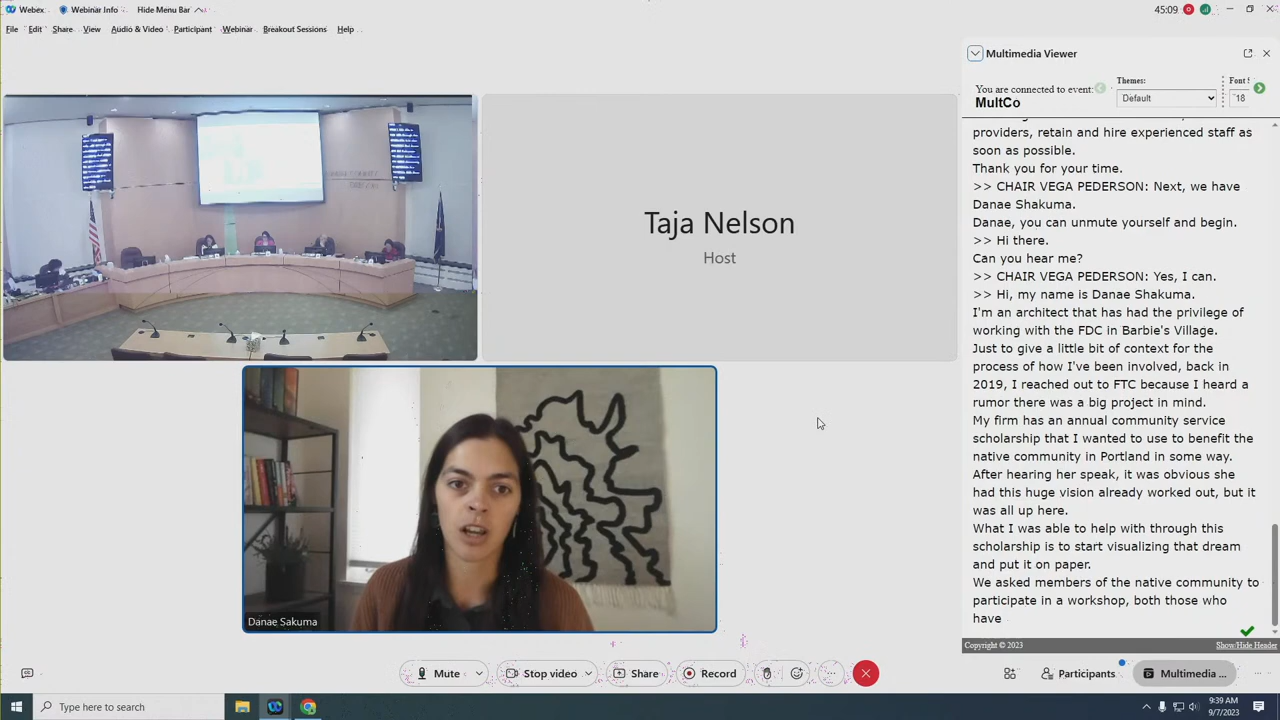 Webex
Webinar Info
Hide Menu Bar
45:09
File
Edit
Share
View
Audio & Video
Participant
Webinar
Breakout Sessions
Help
Taja Nelson
Host
Danae Sakuma
Multimedia Viewer
You are connected to event:
MultCo
Themes:
Default
Font S
18
providers, retain and hire experienced staff as
soon as possible.
Thank you for your time.
>> CHAIR VEGA PEDERSON: Next, we have
Danae Shakuma.
Danae, you can unmute yourself and begin.
>> Hi there.
Can you hear me?
>> CHAIR VEGA PEDERSON: Yes, I can.
>> Hi, my name is Danae Shakuma.
I'm an architect that has had the privilege of
working with the FDC in Barbie's Village.
Just to give a little bit of context for the
process of how I've been involved, back in
2019, I reached out to FTC because I heard a
rumor there was a big project in mind.
My firm has an annual community service
scholarship that I wanted to use to benefit the
native community in Portland in some way.
After hearing her speak, it was obvious she
had this huge vision already worked out, but it
was all up here.
What I was able to help with through this
scholarship is to start visualizing that dream
and put it on paper.
We asked members of the native community to
participate in a workshop, both those who
have
Copyright © 2023
Show/Hide Header
Mute
Stop video
Share
Record
Participants
Multimedia ...
Type here to search
9:39 AM
9/7/2023